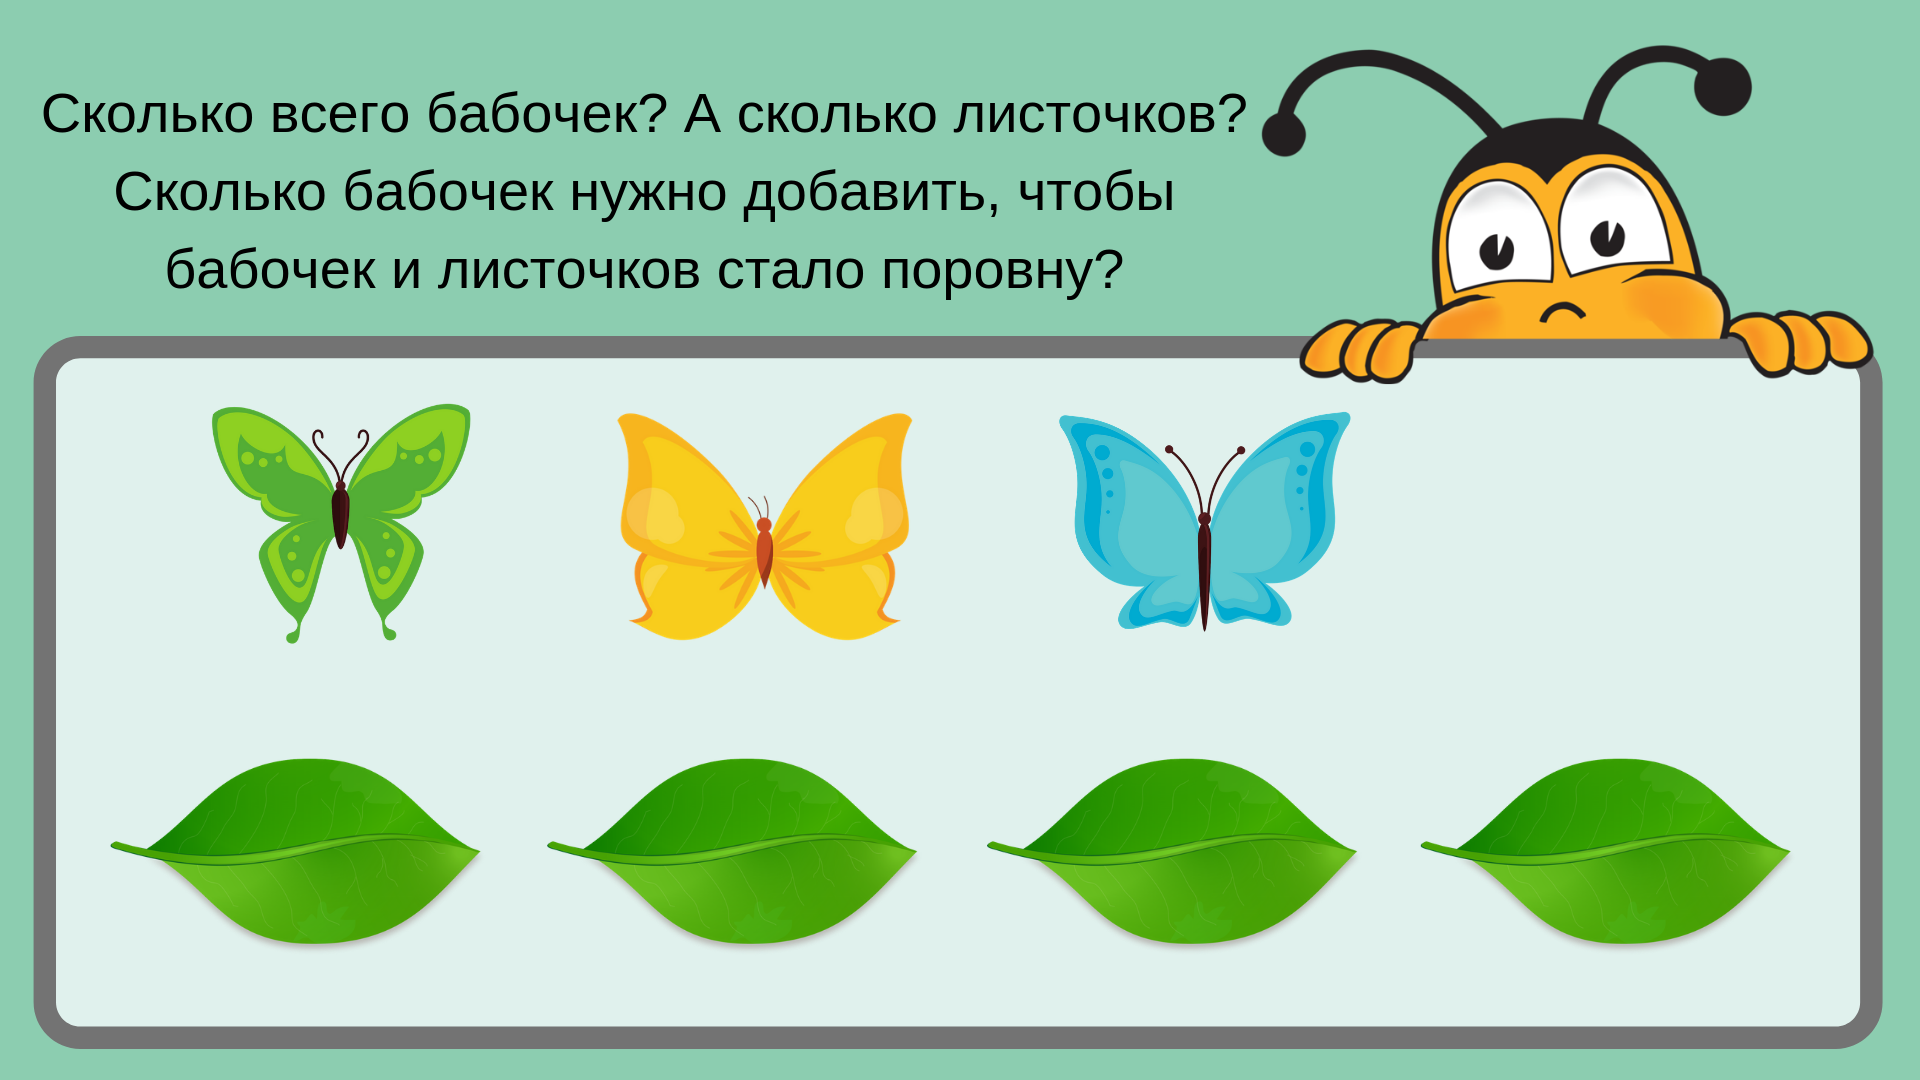 Сколько всего бабочек? А сколько листочков?
Сколько бабочек нужно добавить, чтобы
бабочек и листочков стало поровну?